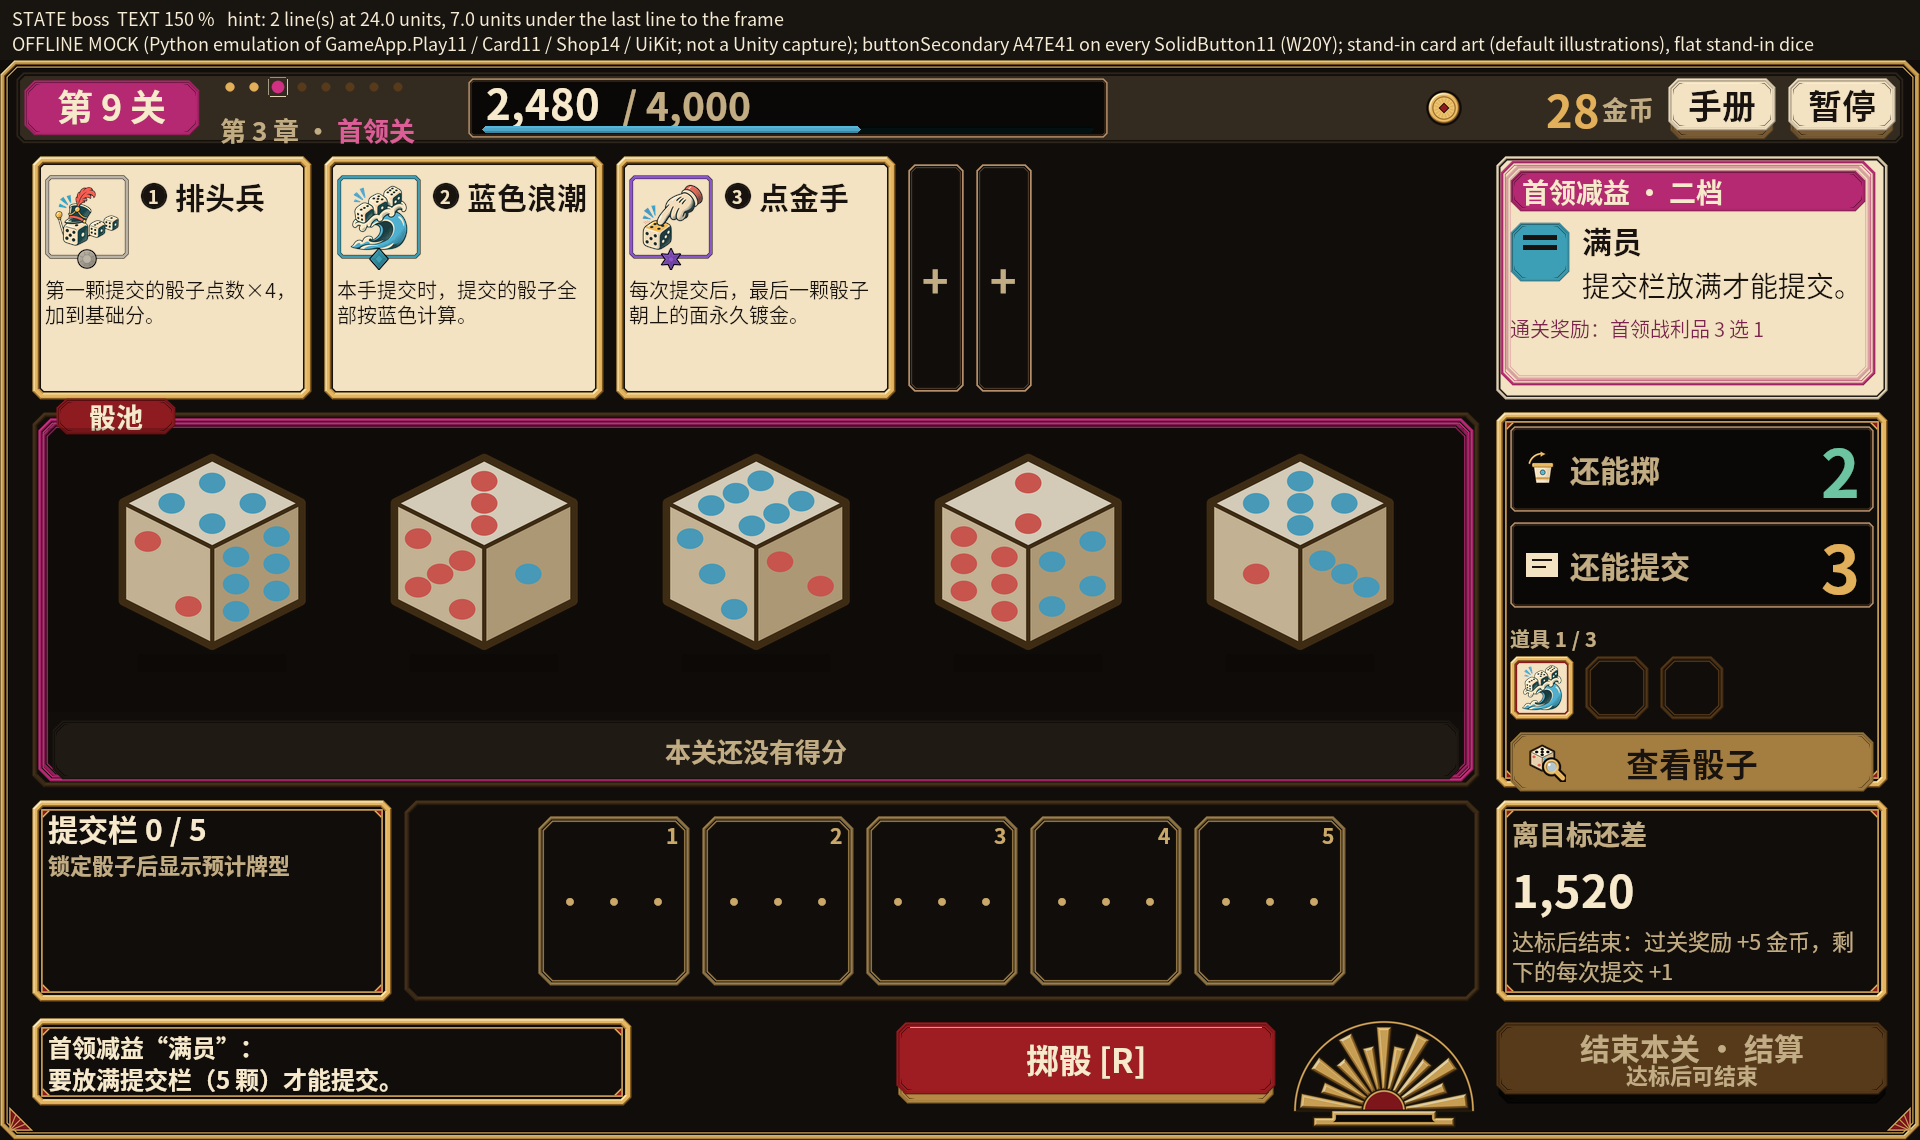 STATE boss  TEXT 150 %   hint: 2 line(s) at 24.0 units, 7.0 units under the last line to the frame
OFFLINE MOCK (Python emulation of GameApp.Play11 / Card11 / Shop14 / UiKit; not a Unity capture); buttonSecondary A47E41 on every SolidButton11 (W20Y); stand-in card art (default illustrations), flat stand-in dice
第 9 关
第 3 章 · 首领关
2,480 / 4,000
28金币
手册
暂停
1 排头兵
第一颗提交的骰子点数×4，
加到基础分。
2 蓝色浪潮
本手提交时，提交的骰子全
部按蓝色计算。
3 点金手
每次提交后，最后一颗骰子
朝上的面永久镀金。
+
+
首领减益 · 二档
满员
提交栏放满才能提交。
通关奖励：首领战利品 3 选 1
骰池
本关还没有得分
还能掷 2
还能提交 3
道具 1 / 3
查看骰子
提交栏 0 / 5
锁定骰子后显示预计牌型
1
2
3
4
5
离目标还差
1,520
达标后结束：过关奖励 +5 金币，剩
下的每次提交 +1
首领减益“满员”：
要放满提交栏（5 颗）才能提交。
掷骰 [R]
结束本关 · 结算
达标后可结束